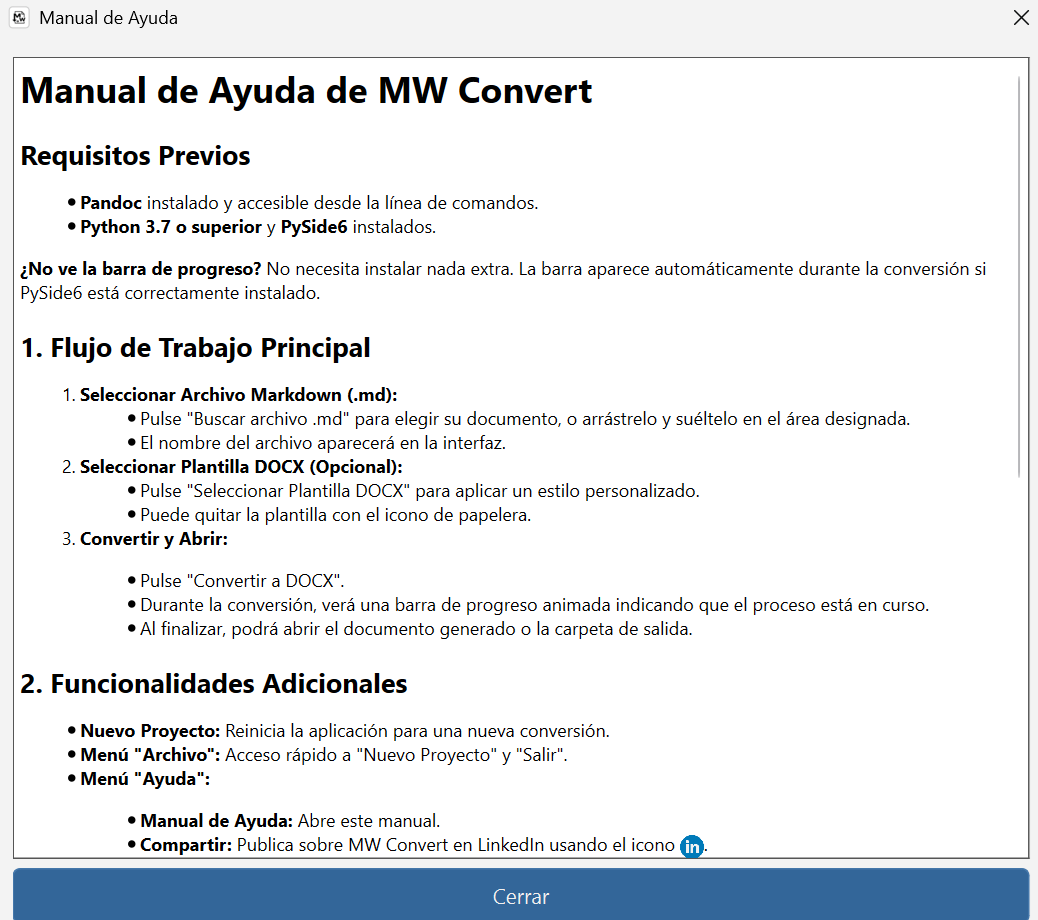 Manual de Ayuda
Manual de Ayuda de MW Convert
Requisitos Previos
• Pandoc instalado y accesible desde la línea de comandos.
• Python 3.7 o superior y PySide6 instalados.
¿No ve la barra de progreso? No necesita instalar nada extra. La barra aparece automáticamente durante la conversión si
PySide6 está correctamente instalado.
1. Flujo de Trabajo Principal
1. Seleccionar Archivo Markdown (.md):
• Pulse "Buscar archivo .md" para elegir su documento, o arrástrelo y suéltelo en el área designada.
• El nombre del archivo aparecerá en la interfaz.
2. Seleccionar Plantilla DOCX (Opcional):
• Pulse "Seleccionar Plantilla DOCX" para aplicar un estilo personalizado.
• Puede quitar la plantilla con el icono de papelera.
3. Convertir y Abrir:
• Pulse "Convertir a DOCX".
• Durante la conversión, verá una barra de progreso animada indicando que el proceso está en curso.
• Al finalizar, podrá abrir el documento generado o la carpeta de salida.
2. Funcionalidades Adicionales
• Nuevo Proyecto: Reinicia la aplicación para una nueva conversión.
• Menú "Archivo": Acceso rápido a "Nuevo Proyecto" y "Salir".
• Menú "Ayuda":
• Manual de Ayuda: Abre este manual.
• Compartir: Publica sobre MW Convert en LinkedIn usando el icono in.
Cerrar